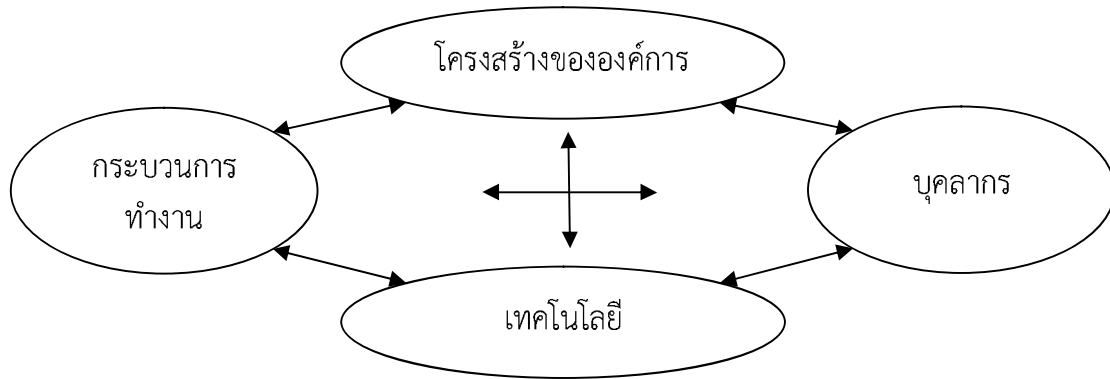 โครงสร้างขององค์การ
กระบวนการ
ทำงาน
บุคลากร
เทคโนโลยี